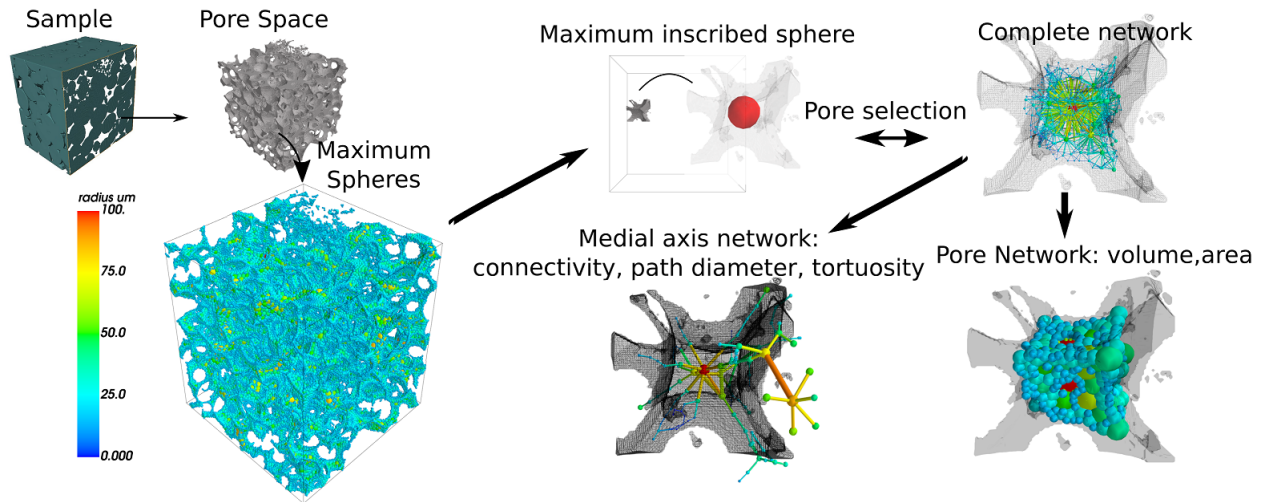 Sample
Pore Space
Maximum
Spheres
radius um
100.
75.0
50.0
25.0
0.000
Maximum inscribed sphere
Pore selection
Complete network
Medial axis network:
connectivity, path diameter, tortuosity
Pore Network: volume,area